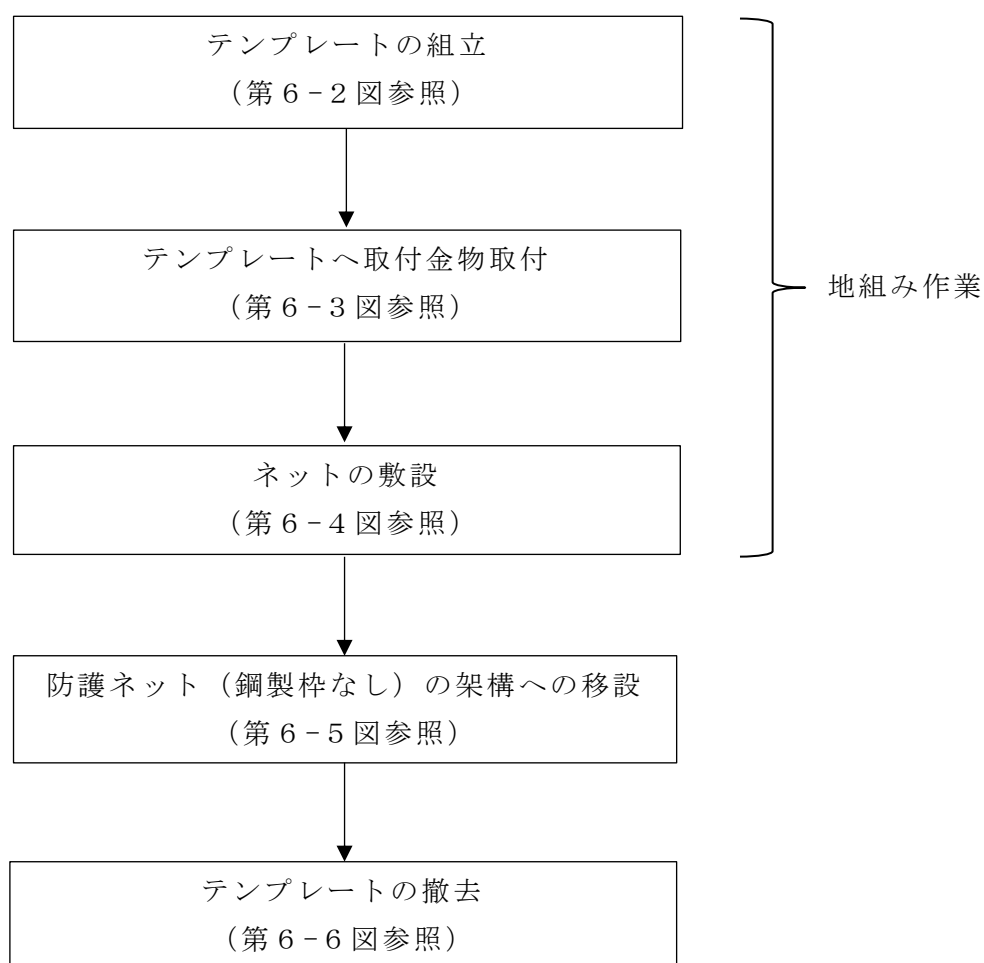 テンプレートの組立
（第６-２図参照）
テンプレートへ取付金物取付
（第６-３図参照）
地組み作業
ネットの敷設
（第６-４図参照）
防護ネット（鋼製枠なし）の架構への移設
（第６-５図参照）
テンプレートの撤去
（第６-６図参照）